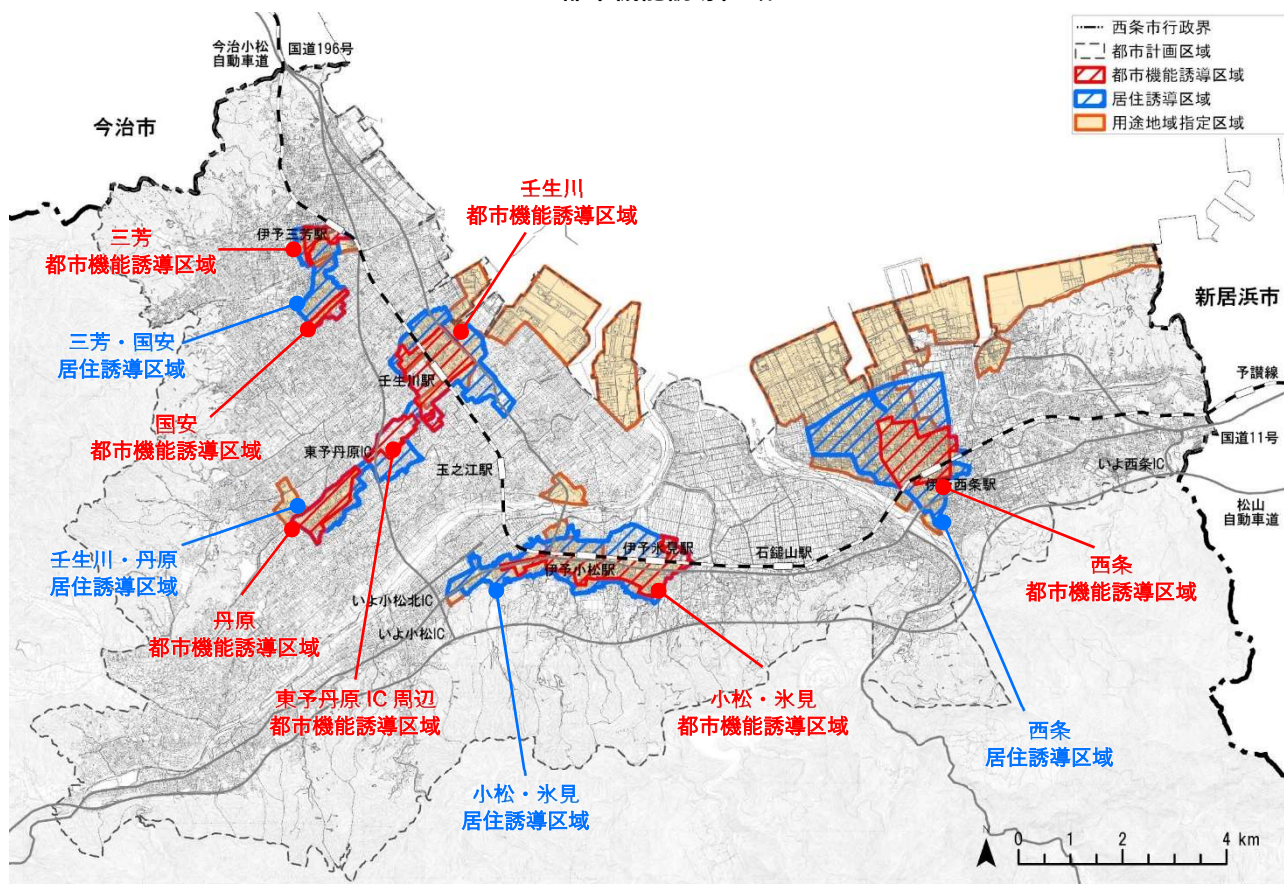 今治小松
自動車道
国道196号
西条市行政界
都市計画区域
都市機能誘導区域
居住誘導区域
用途地域指定区域
今治市
壬生川
都市機能誘導区域
伊予三芳駅
三芳
都市機能誘導区域
新居浜市
三芳・国安
居住誘導区域
予讃線
壬生川駅
国安
都市機能誘導区域
国道11号
東予丹原IC
玉之江駅
いよ西条IC
伊予西条駅
松山
自動車道
壬生川・丹原
居住誘導区域
伊予氷見駅
石鎚山駅
伊予小松駅
西条
都市機能誘導区域
いよ小松北IC
丹原
都市機能誘導区域
いよ小松IC
東予丹原 IC 周辺
都市機能誘導区域
小松・氷見
都市機能誘導区域
西条
居住誘導区域
小松・氷見
居住誘導区域
0 1 2 4 km